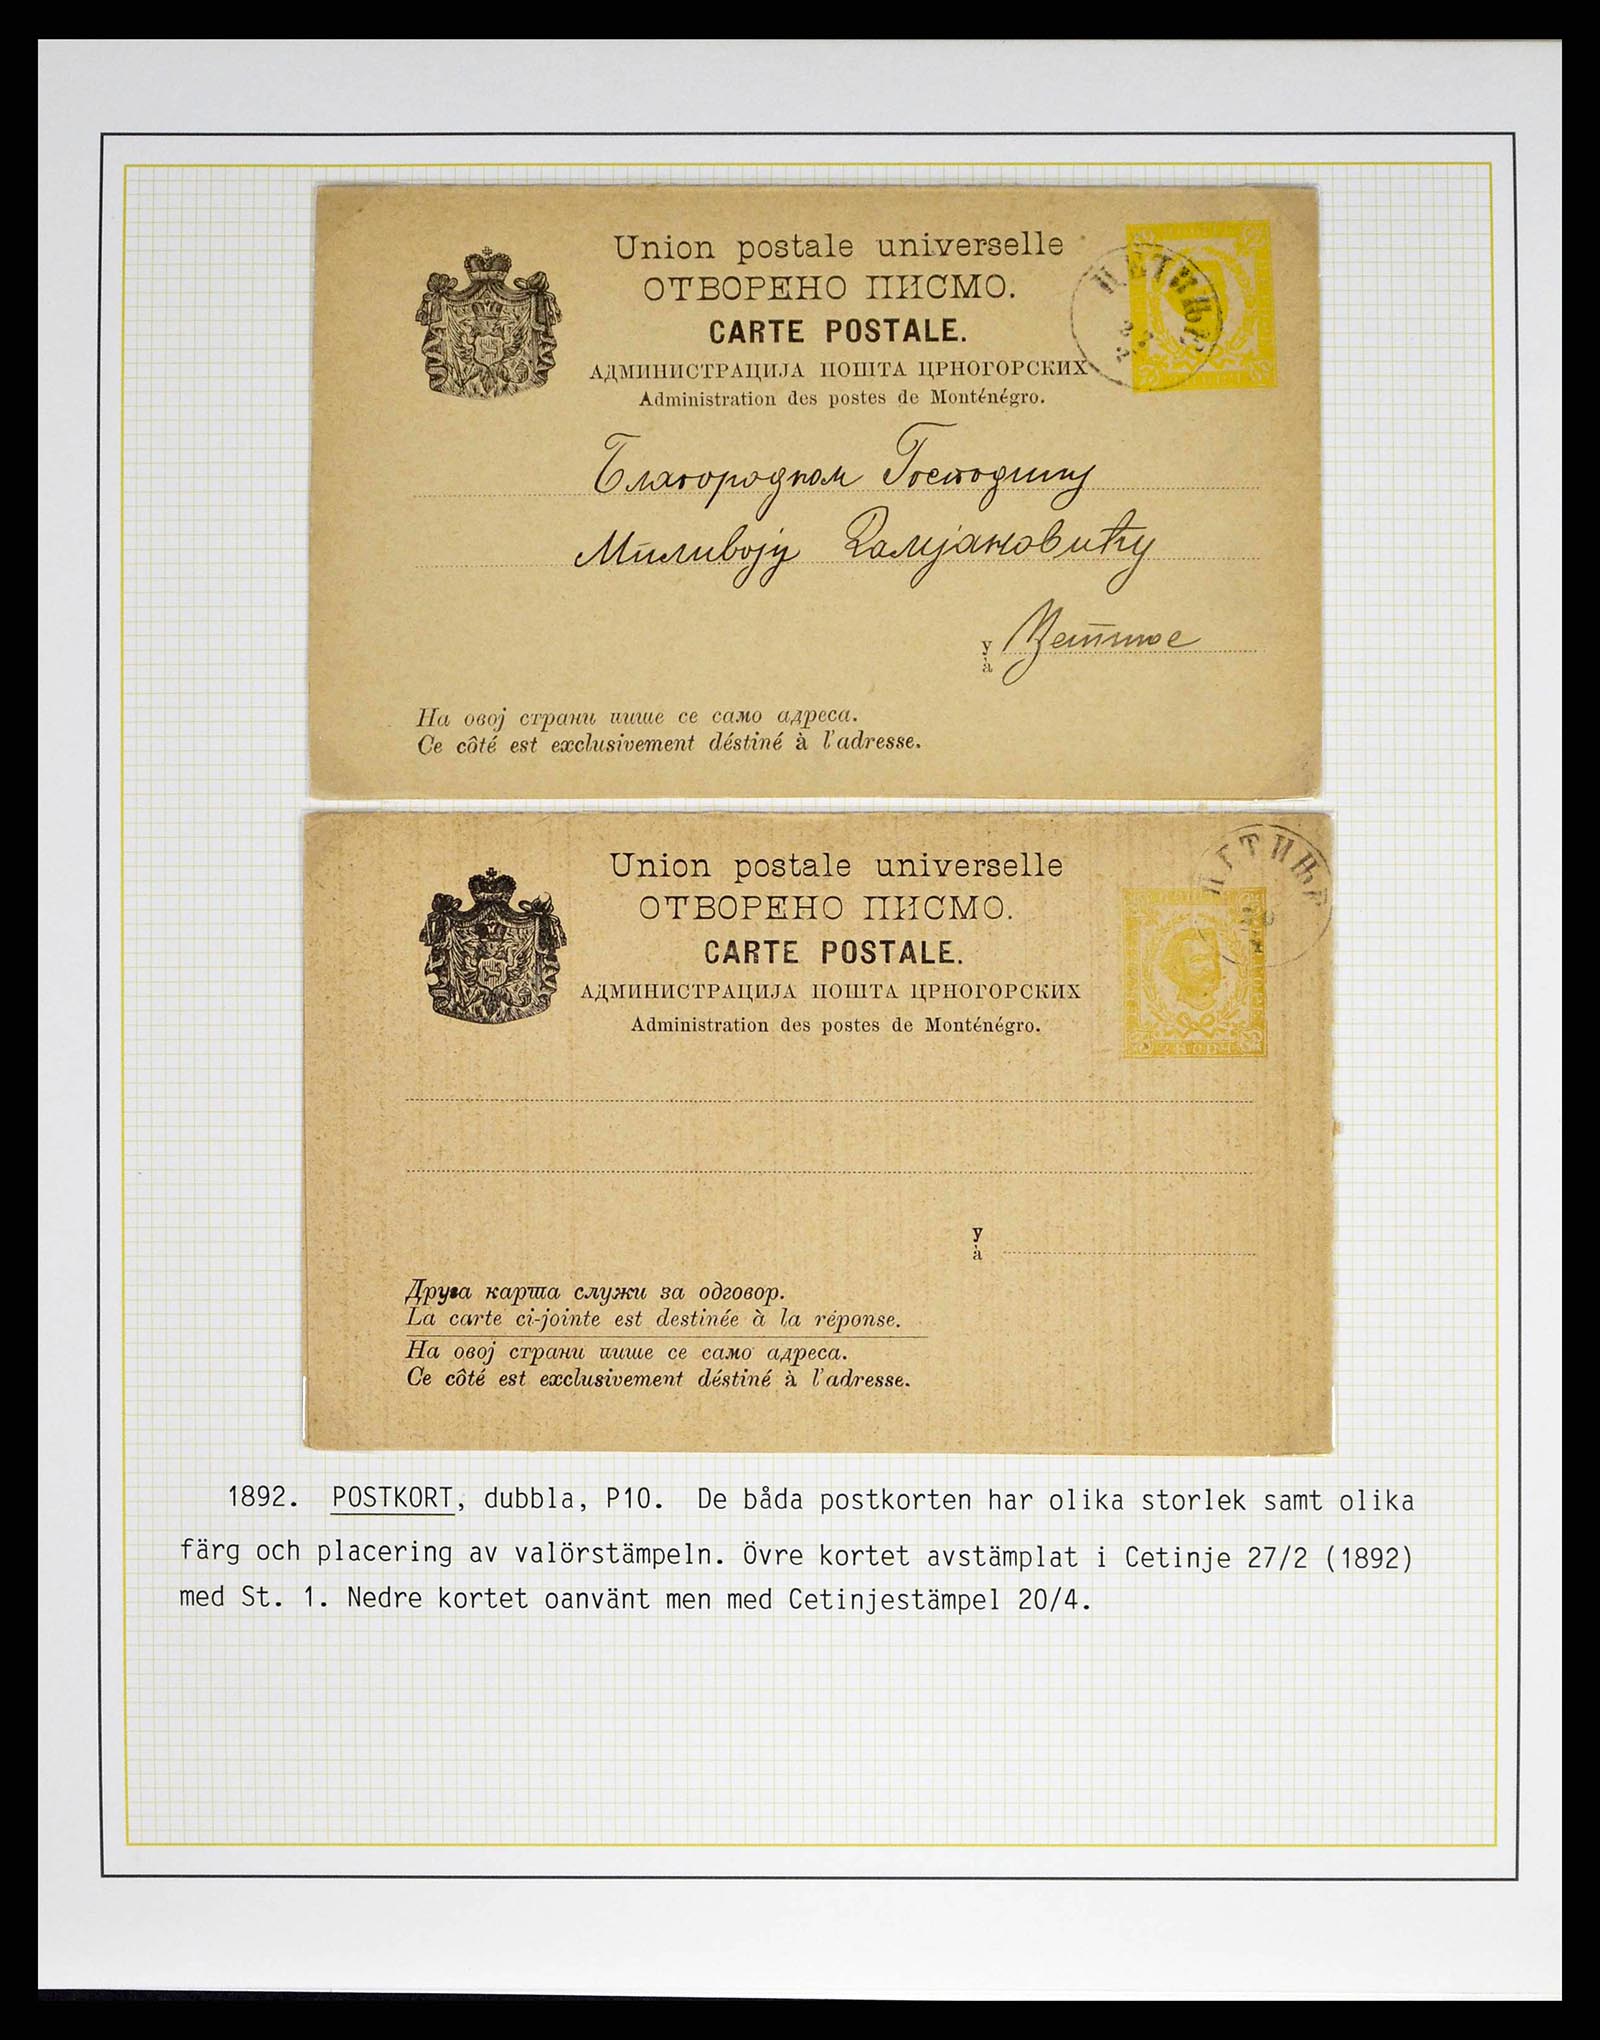 Union postale universelle
ОТВОРЕНО ПИСМО.
CARTE POSTALE.
АДМИНИСТРАЦИЈА ПОШТА ЦРНОГОРСКИХ
Administration des postes de Monténégro.
ЦЕТИЊЕ
Благородном Господину
Миливоју
у Цетиње
à
На овој страни пише се само адреса.
Ce côté est exclusivement déstiné à l'adresse.
Union postale universelle
ОТВОРЕНО ПИСМО.
CARTE POSTALE.
АДМИНИСТРАЦИЈА ПОШТА ЦРНОГОРСКИХ
Administration des postes de Monténégro.
ЦЕТИЊЕ
у
à
Друга карта служи за одговор.
La carte ci-jointe est destinée à la réponse.
На овој страни пише се само адреса.
Ce côté est exclusivement déstiné à l'adresse.
1892. POSTKORT, dubbla, P10. De båda postkorten har olika storlek samt olika
färg och placering av valörstämpeln. Övre kortet avstämplat i Cetinje 27/2 (1892)
med St. 1. Nedre kortet oanvänt men med Cetinjestämpel 20/4.